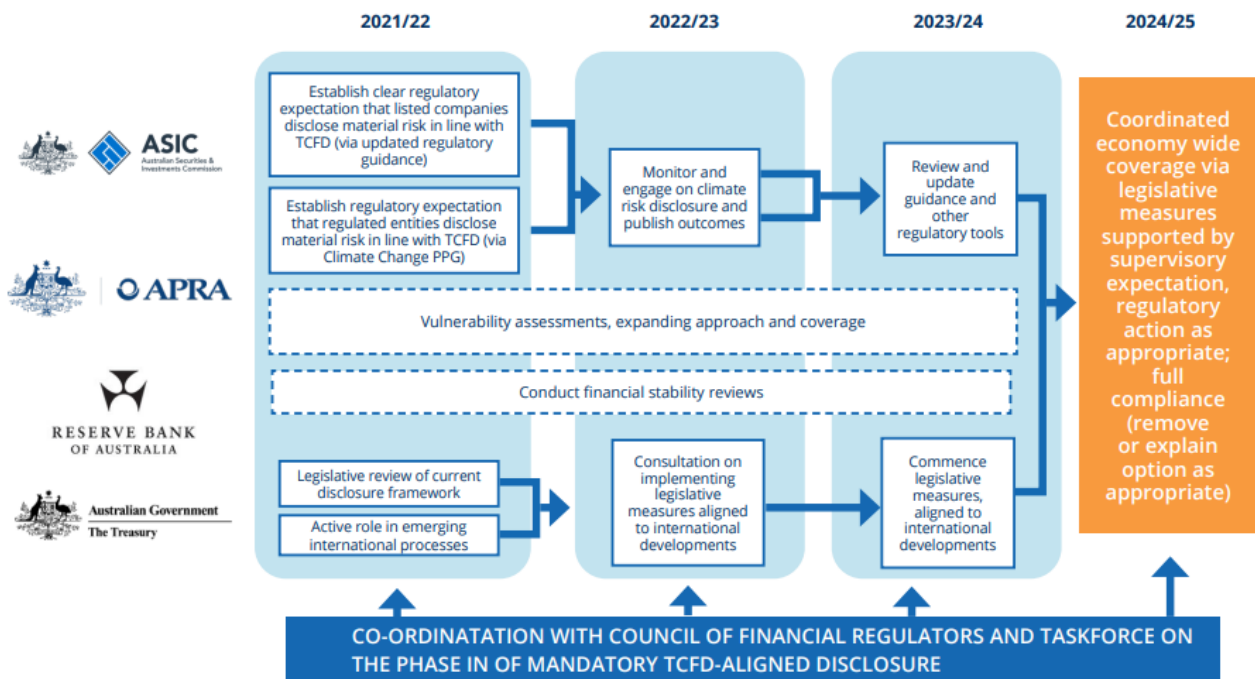 2021/22
2022/23
2023/24
2024/25
ASIC
Australian Securities &
Investments Commission
APRA
RESERVE BANK
OF AUSTRALIA
Australian Government
The Treasury
Establish clear regulatory
expectation that listed companies
disclose material risk in line with
TCFD (via updated regulatory
guidance)
Establish regulatory expectation
that regulated entities disclose
material risk in line with TCFD (via
Climate Change PPG)
Monitor and
engage on climate
risk disclosure and
publish outcomes
Review and
update
guidance and
other
regulatory tools
Vulnerability assessments, expanding approach and coverage
Conduct financial stability reviews
Legislative review of current
disclosure framework
Active role in emerging
international processes
Consultation on
implementing
legislative
measures aligned
to international
developments
Commence
legislative
measures,
aligned to
international
developments
Coordinated
economy wide
coverage via
legislative
measures
supported by
supervisory
expectation,
regulatory
action as
appropriate;
full
compliance
(remove
or explain
option as
appropriate)
CO-ORDINATATION WITH COUNCIL OF FINANCIAL REGULATORS AND TASKFORCE ON
THE PHASE IN OF MANDATORY TCFD-ALIGNED DISCLOSURE